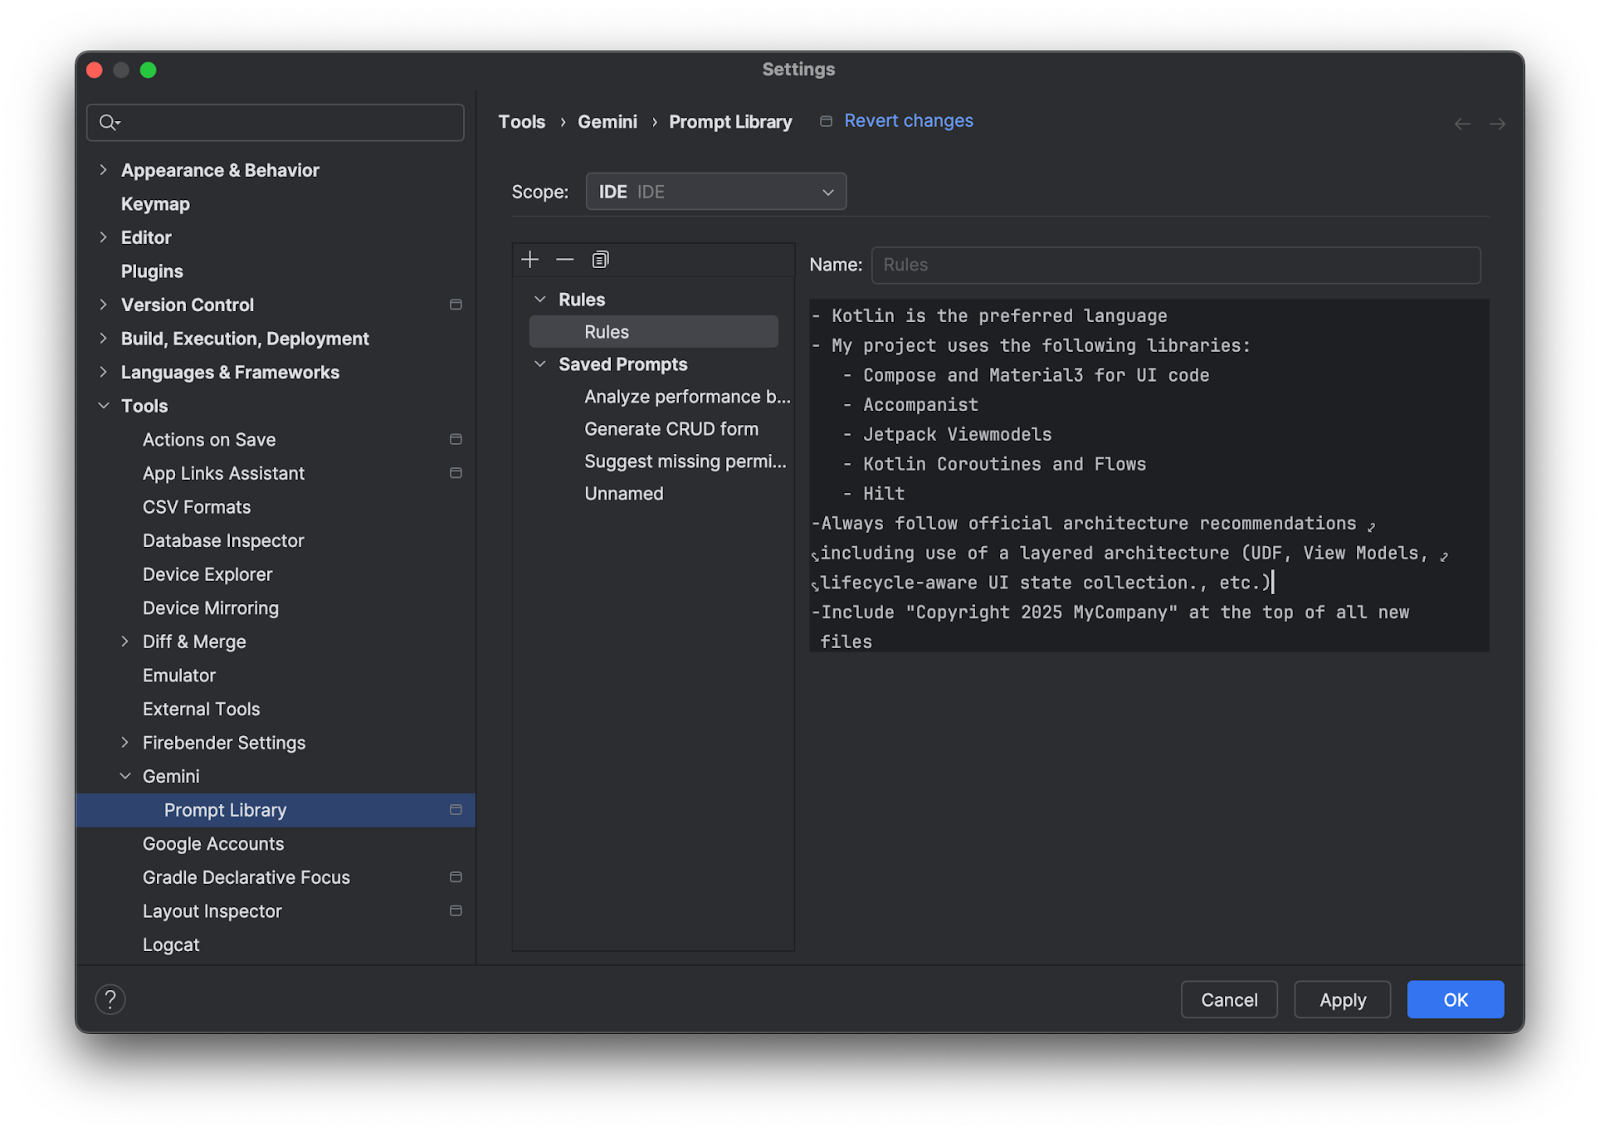 Settings
Tools › Gemini › Prompt Library Revert changes
Appearance & Behavior
Keymap
Editor
Plugins
Version Control
Build, Execution, Deployment
Languages & Frameworks
Tools
Actions on Save
App Links Assistant
CSV Formats
Database Inspector
Device Explorer
Device Mirroring
Diff & Merge
Emulator
External Tools
Firebender Settings
Gemini
Prompt Library
Google Accounts
Gradle Declarative Focus
Layout Inspector
Logcat
Scope: IDE IDE
Rules
Rules
Saved Prompts
Analyze performance b...
Generate CRUD form
Suggest missing permi...
Unnamed
Name: Rules
- Kotlin is the preferred language
- My project uses the following libraries:
- Compose and Material3 for UI code
- Accompanist
- Jetpack Viewmodels
- Kotlin Coroutines and Flows
- Hilt
-Always follow official architecture recommendations
including use of a layered architecture (UDF, View Models,
lifecycle-aware UI state collection., etc.)
-Include "Copyright 2025 MyCompany" at the top of all new
files
?
Cancel Apply OK